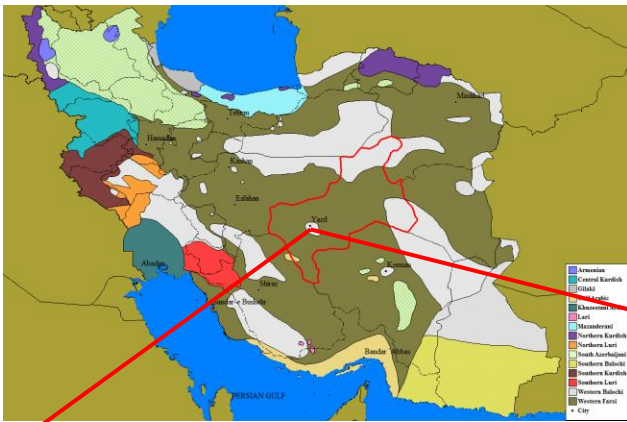 Mashhad
Tehran
Hamadan
Kashan
Esfahan
Yazd
Abadan
Kerman
Shiraz
Bandar-e Bushehr
Bandar Abbas
PERSIAN GULF
Armenian
Central Kurdish
Gilaki
Gulf Arabic
Khuzestani
Lari
Mazanderani
Northern Kurdish
Northern Luri
South Azerbaijani
Southern Balochi
Southern Kurdish
Southern Luri
Western Balochi
Western Farsi
City